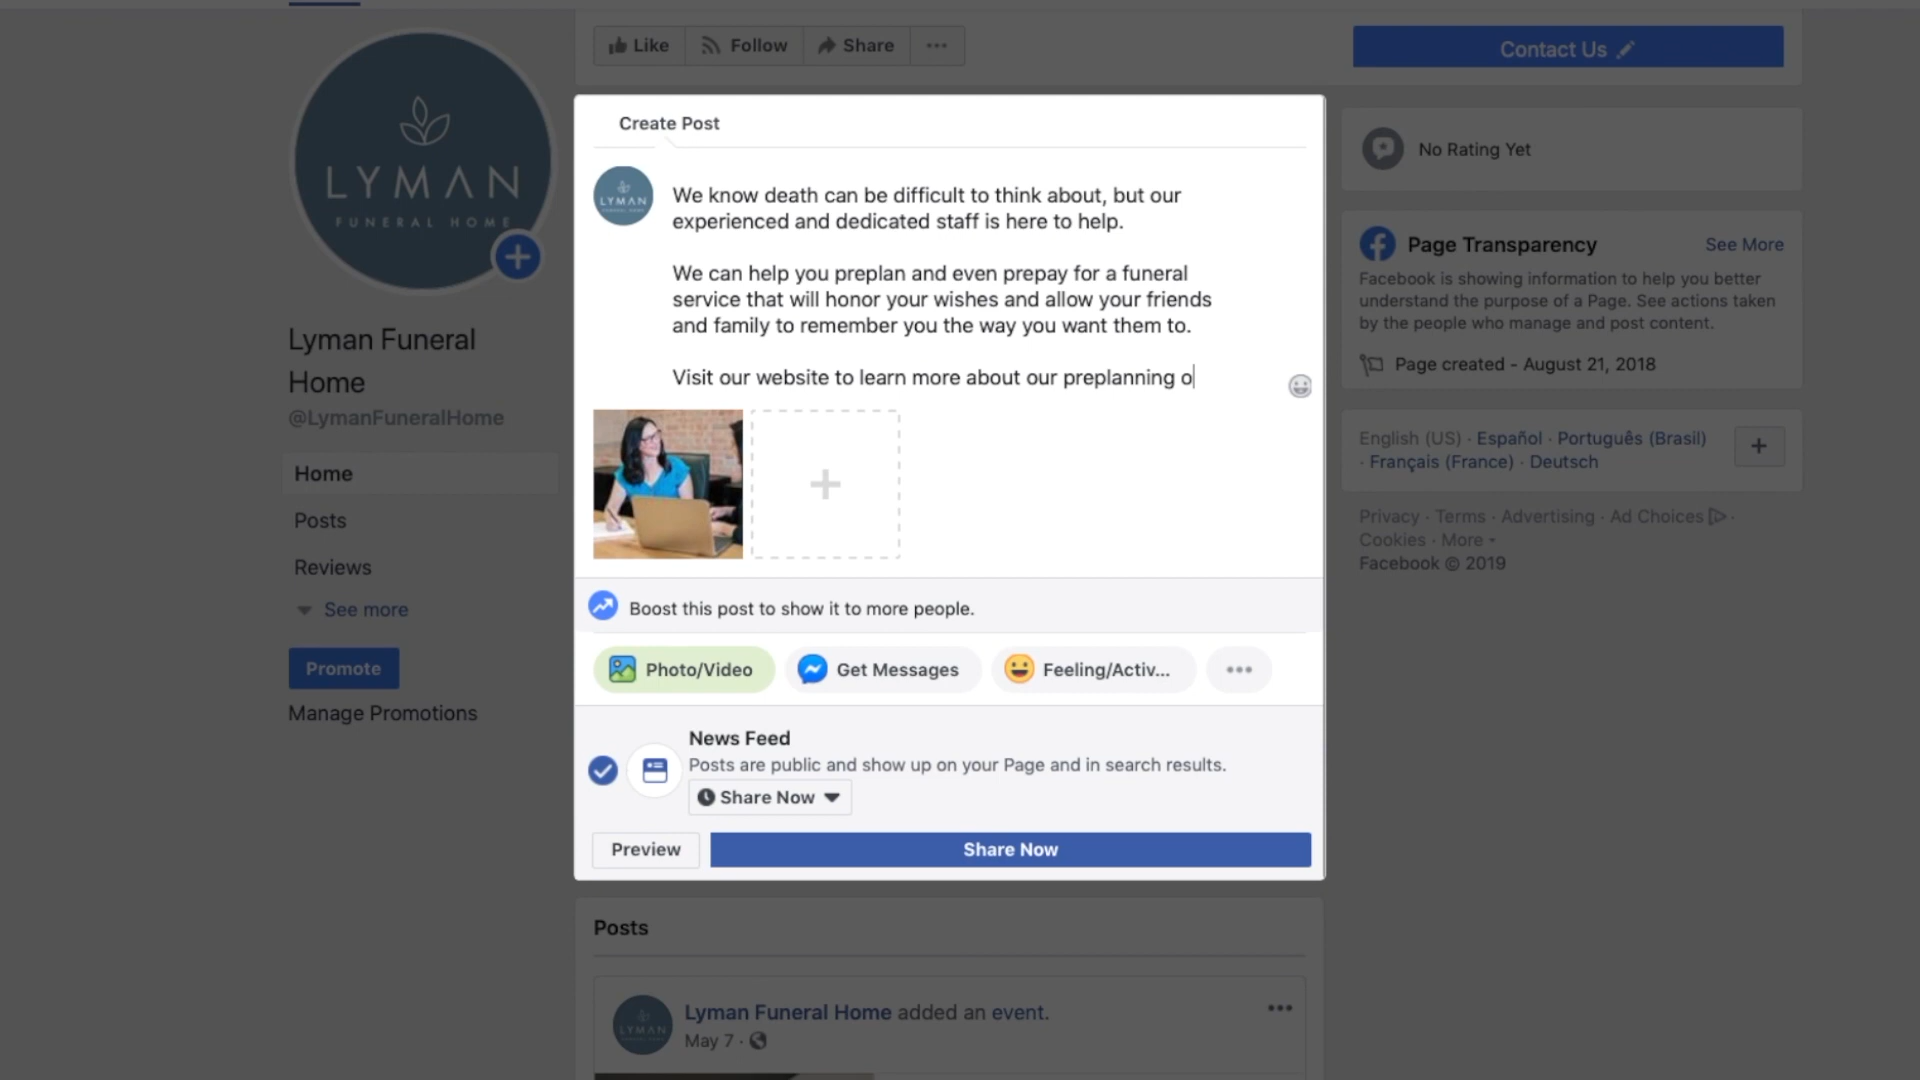 Like
Follow
Share
Contact Us
LYMAN
FUNERAL HOME
Lyman Funeral
Home
@LymanFuneralHome
Home
Posts
Reviews
See more
Promote
Manage Promotions
Create Post
LYMAN
We know death can be difficult to think about, but our
experienced and dedicated staff is here to help.
We can help you preplan and even prepay for a funeral
service that will honor your wishes and allow your friends
and family to remember you the way you want them to.
Visit our website to learn more about our preplanning o
Boost this post to show it to more people.
Photo/Video
Get Messages
Feeling/Activ...
News Feed
Posts are public and show up on your Page and in search results.
Share Now
Preview
Share Now
Posts
LYMAN
Lyman Funeral Home added an event.
May 7 ·
No Rating Yet
Page Transparency
See More
Facebook is showing information to help you better
understand the purpose of a Page. See actions taken
by the people who manage and post content.
Page created - August 21, 2018
English (US) · Español · Português (Brasil)
· Français (France) · Deutsch
Privacy · Terms · Advertising · Ad Choices ·
Cookies · More
Facebook © 2019